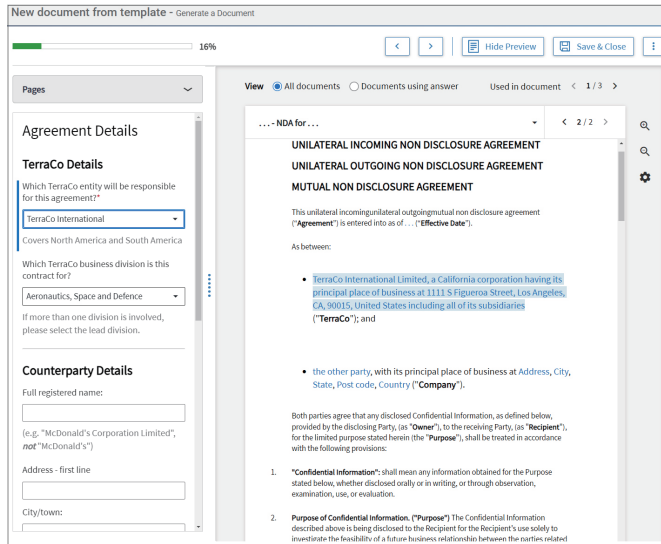 New document from template - Generate a Document
16%
Hide Preview
Save & Close
Pages
View
All documents
Documents using answer
Used in document
1/3
Agreement Details
TerraCo Details
Which TerraCo entity will be responsible
for this agreement?*
TerraCo International
Covers North America and South America
Which TerraCo business division is this
contract for?
Aeronautics, Space and Defence
If more than one division is involved,
please select the lead division.
Counterparty Details
Full registered name:
(e.g. "McDonald's Corporation Limited",
not "McDonald's")
Address - first line
City/town:
. . . - NDA for . . .
2/2
UNILATERAL INCOMING NON DISCLOSURE AGREEMENT
UNILATERAL OUTGOING NON DISCLOSURE AGREEMENT
MUTUAL NON DISCLOSURE AGREEMENT
This unilateral incomingunilateral outgoingmutual non disclosure agreement
("Agreement") is entered into as of . . . ("Effective Date").
As between:
• TerraCo International Limited, a California corporation having its
principal place of business at 1111 S Figueroa Street, Los Angeles,
CA, 90015, United States including all of its subsidiaries
("TerraCo"); and
• the other party, with its principal place of business at Address, City,
State, Post code, Country ("Company").
Both parties agree that any disclosed Confidential Information, as defined below,
provided by the disclosing Party, (as "Owner"), to the receiving Party, (as "Recipient"),
for the limited purpose stated herein (the "Purpose"), shall be treated in accordance
with the following provisions:
1. "Confidential Information": shall mean any information obtained for the Purpose
stated below, whether disclosed orally or in writing, or through observation,
examination, use, or evaluation.
2. Purpose of Confidential Information. ("Purpose") The Confidential Information
described above is being disclosed to the Recipient for the Recipient's use solely to
investigate the feasibility of a future business relationship between the parties related